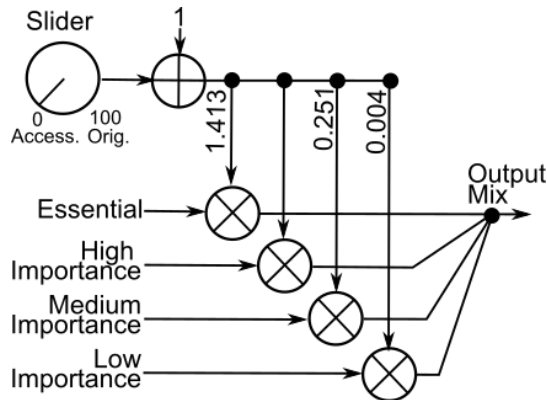 Slider
1
0
100
Access. Orig.
1.413
0.251
0.004
Output
Mix
Essential
High
Importance
Medium
Importance
Low
Importance